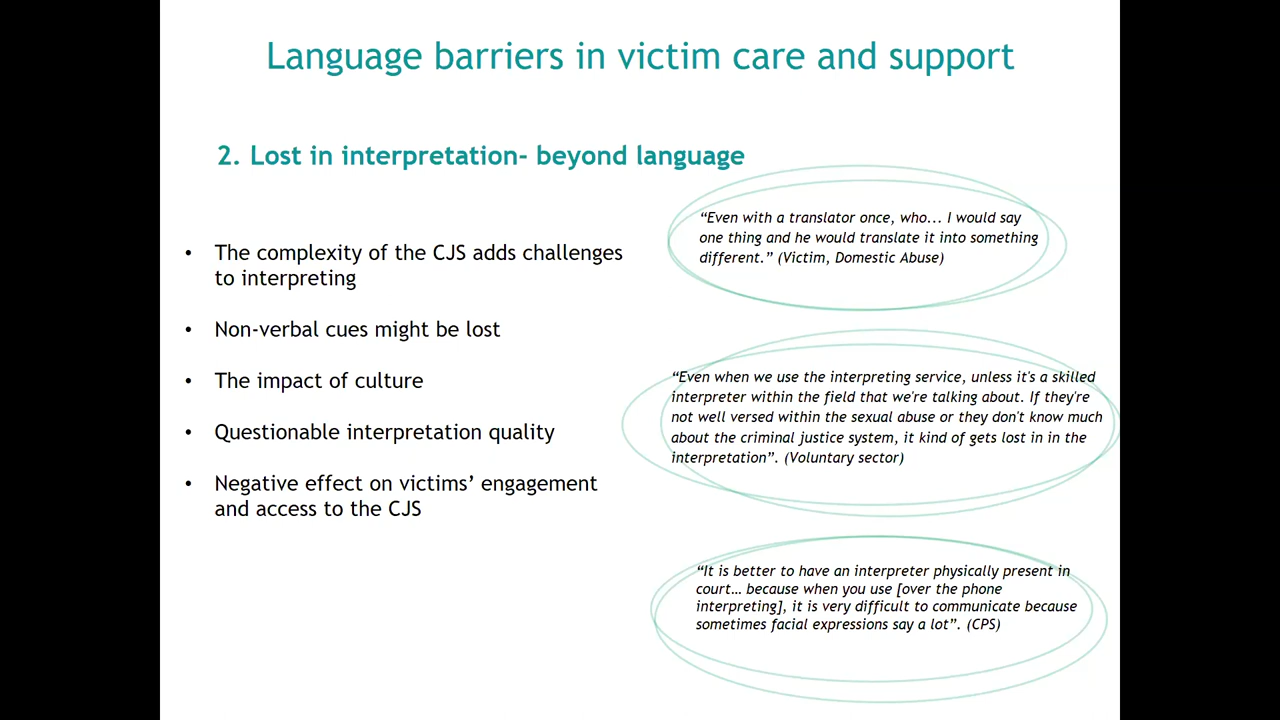 Language barriers in victim care and support
2. Lost in interpretation- beyond language
• The complexity of the CJS adds challenges
to interpreting
• Non-verbal cues might be lost
• The impact of culture
• Questionable interpretation quality
• Negative effect on victims’ engagement
and access to the CJS
“Even with a translator once, who... I would say
one thing and he would translate it into something
different.” (Victim, Domestic Abuse)
“Even when we use the interpreting service, unless it's a skilled
interpreter within the field that we're talking about. If they're
not well versed within the sexual abuse or they don't know much
about the criminal justice system, it kind of gets lost in in the
interpretation”. (Voluntary sector)
“It is better to have an interpreter physically present in
court… because when you use [over the phone
interpreting], it is very difficult to communicate because
sometimes facial expressions say a lot”. (CPS)